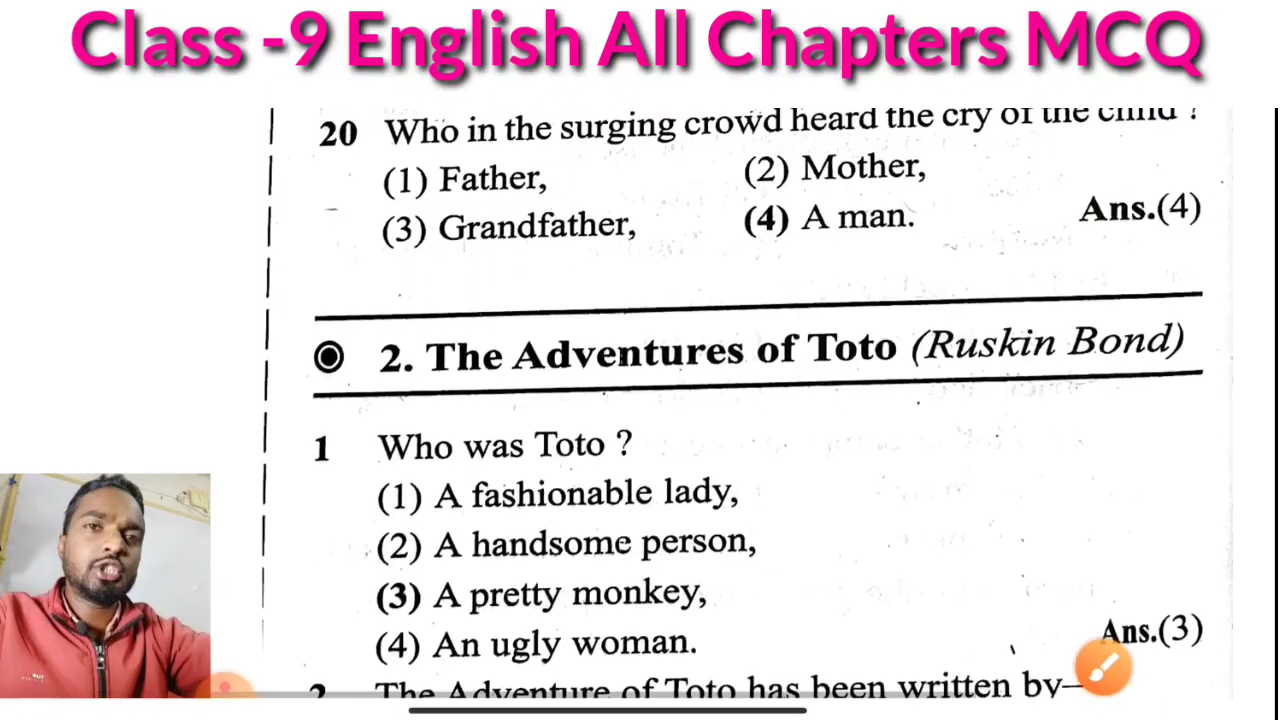 Class -9 English All Chapters MCQ
20 Who in the surging crowd heard the cry of the child ?
(1) Father, (2) Mother,
(3) Grandfather, (4) A man. Ans.(4)
2. The Adventures of Toto (Ruskin Bond)
1 Who was Toto ?
(1) A fashionable lady,
(2) A handsome person,
(3) A pretty monkey,
(4) An ugly woman. Ans.(3)
2 The Adventure of Toto has been written by–